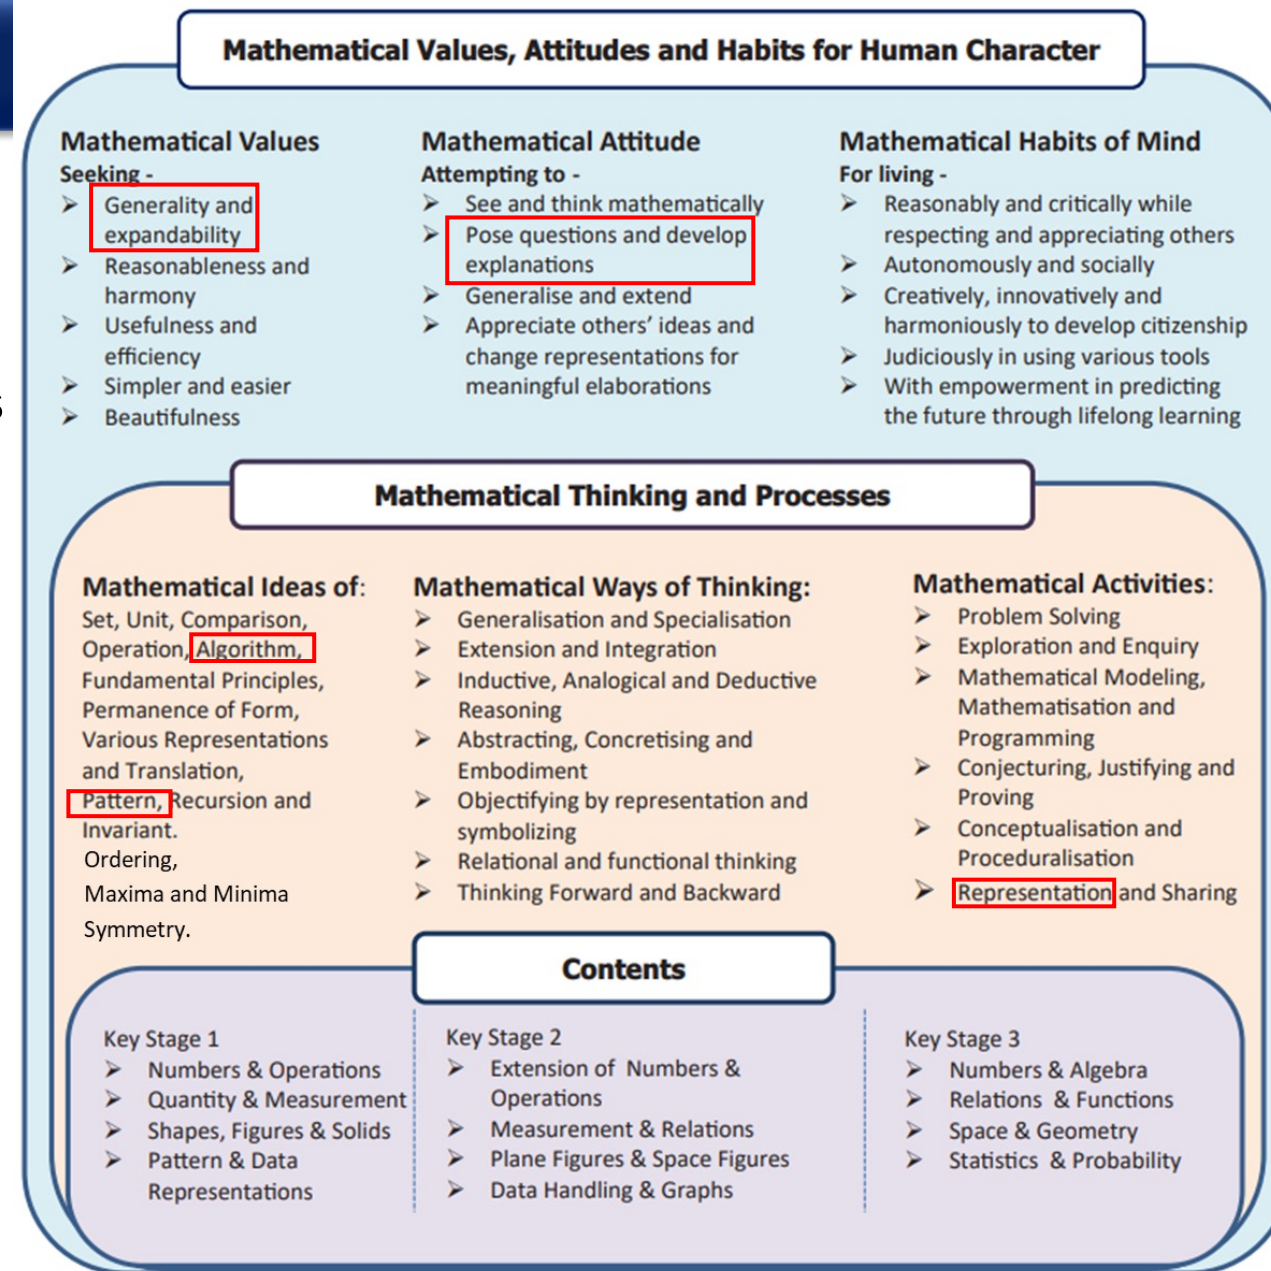 Mathematical Values, Attitudes and Habits for Human Character
Mathematical Values
Seeking -
➢ Generality and
expandability
➢ Reasonableness and
harmony
➢ Usefulness and
efficiency
➢ Simpler and easier
➢ Beautifulness
Mathematical Attitude
Attempting to -
➢ See and think mathematically
➢ Pose questions and develop
explanations
➢ Generalise and extend
➢ Appreciate others' ideas and
change representations for
meaningful elaborations
Mathematical Habits of Mind
For living -
➢ Reasonably and critically while
respecting and appreciating others
➢ Autonomously and socially
➢ Creatively, innovatively and
harmoniously to develop citizenship
➢ Judiciously in using various tools
➢ With empowerment in predicting
the future through lifelong learning
Mathematical Thinking and Processes
Mathematical Ideas of:
Set, Unit, Comparison,
Operation, Algorithm,
Fundamental Principles,
Permanence of Form,
Various Representations
and Translation,
Pattern, Recursion and
Invariant.
Ordering,
Maxima and Minima
Symmetry.
Mathematical Ways of Thinking:
➢ Generalisation and Specialisation
➢ Extension and Integration
➢ Inductive, Analogical and Deductive
Reasoning
➢ Abstracting, Concretising and
Embodiment
➢ Objectifying by representation and
symbolizing
➢ Relational and functional thinking
➢ Thinking Forward and Backward
Mathematical Activities:
➢ Problem Solving
➢ Exploration and Enquiry
➢ Mathematical Modeling,
Mathematisation and
Programming
➢ Conjecturing, Justifying and
Proving
➢ Conceptualisation and
Proceduralisation
➢ Representation and Sharing
Contents
Key Stage 1
➢ Numbers & Operations
➢ Quantity & Measurement
➢ Shapes, Figures & Solids
➢ Pattern & Data
Representations
Key Stage 2
➢ Extension of Numbers &
Operations
➢ Measurement & Relations
➢ Plane Figures & Space Figures
➢ Data Handling & Graphs
Key Stage 3
➢ Numbers & Algebra
➢ Relations & Functions
➢ Space & Geometry
➢ Statistics & Probability